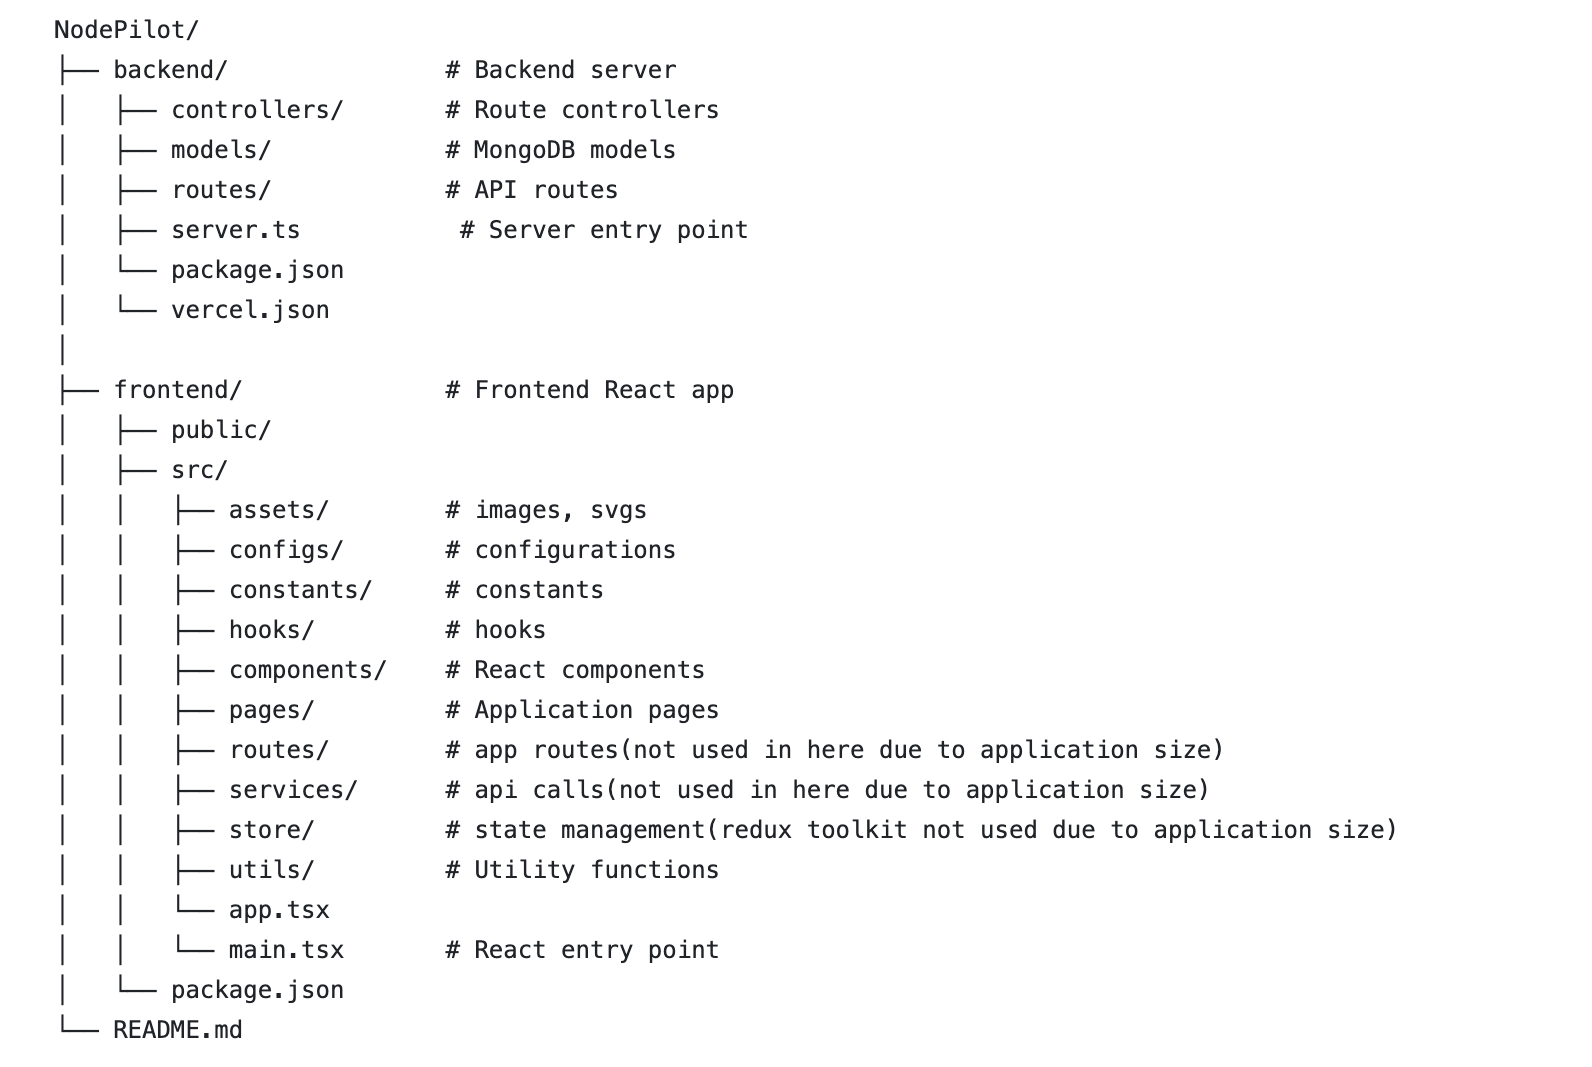 NodePilot/
├── backend/               # Backend server
│   ├── controllers/       # Route controllers
│   ├── models/            # MongoDB models
│   ├── routes/            # API routes
│   ├── server.ts           # Server entry point
│   └── package.json
│   └── vercel.json
│
├── frontend/              # Frontend React app
│   ├── public/
│   ├── src/
│   │   ├── assets/        # images, svgs
│   │   ├── configs/       # configurations
│   │   ├── constants/     # constants
│   │   ├── hooks/         # hooks
│   │   ├── components/    # React components
│   │   ├── pages/         # Application pages
│   │   ├── routes/        # app routes(not used in here due to application size)
│   │   ├── services/      # api calls(not used in here due to application size)
│   │   ├── store/         # state management(redux toolkit not used due to application size)
│   │   ├── utils/         # Utility functions
│   │   └── app.tsx
│   │   └── main.tsx       # React entry point
│   └── package.json
└── README.md